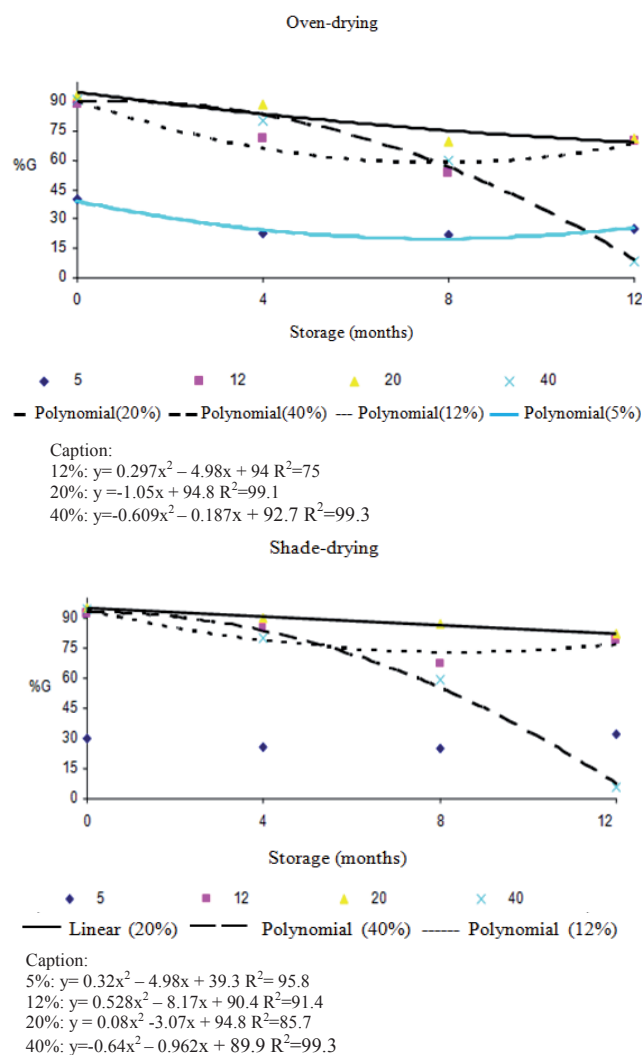 Oven-drying
90
75
%G 60
45
30
15
0
0 4 8 12
Storage (months)
5 12 20 40
Polynomial(20%) Polynomial(40%) Polynomial(12%) Polynomial(5%)
Caption:
12%: y= 0.297x² – 4.98x + 94 R²=75
20%: y =-1.05x + 94.8 R²=99.1
40%: y=-0.609x² – 0.187x + 92.7 R²=99.3
Shade-drying
90
75
%G 60
45
30
15
0
0 4 8 12
Storage (months)
5 12 20 40
Linear (20%) Polynomial (40%) Polynomial (12%)
Caption:
5%: y= 0.32x² – 4.98x + 39.3 R²= 95.8
12%: y= 0.528x² – 8.17x + 90.4 R²=91.4
20%: y = 0.08x² -3.07x + 94.8 R²=85.7
40%: y=-0.64x² – 0.962x + 89.9 R²=99.3